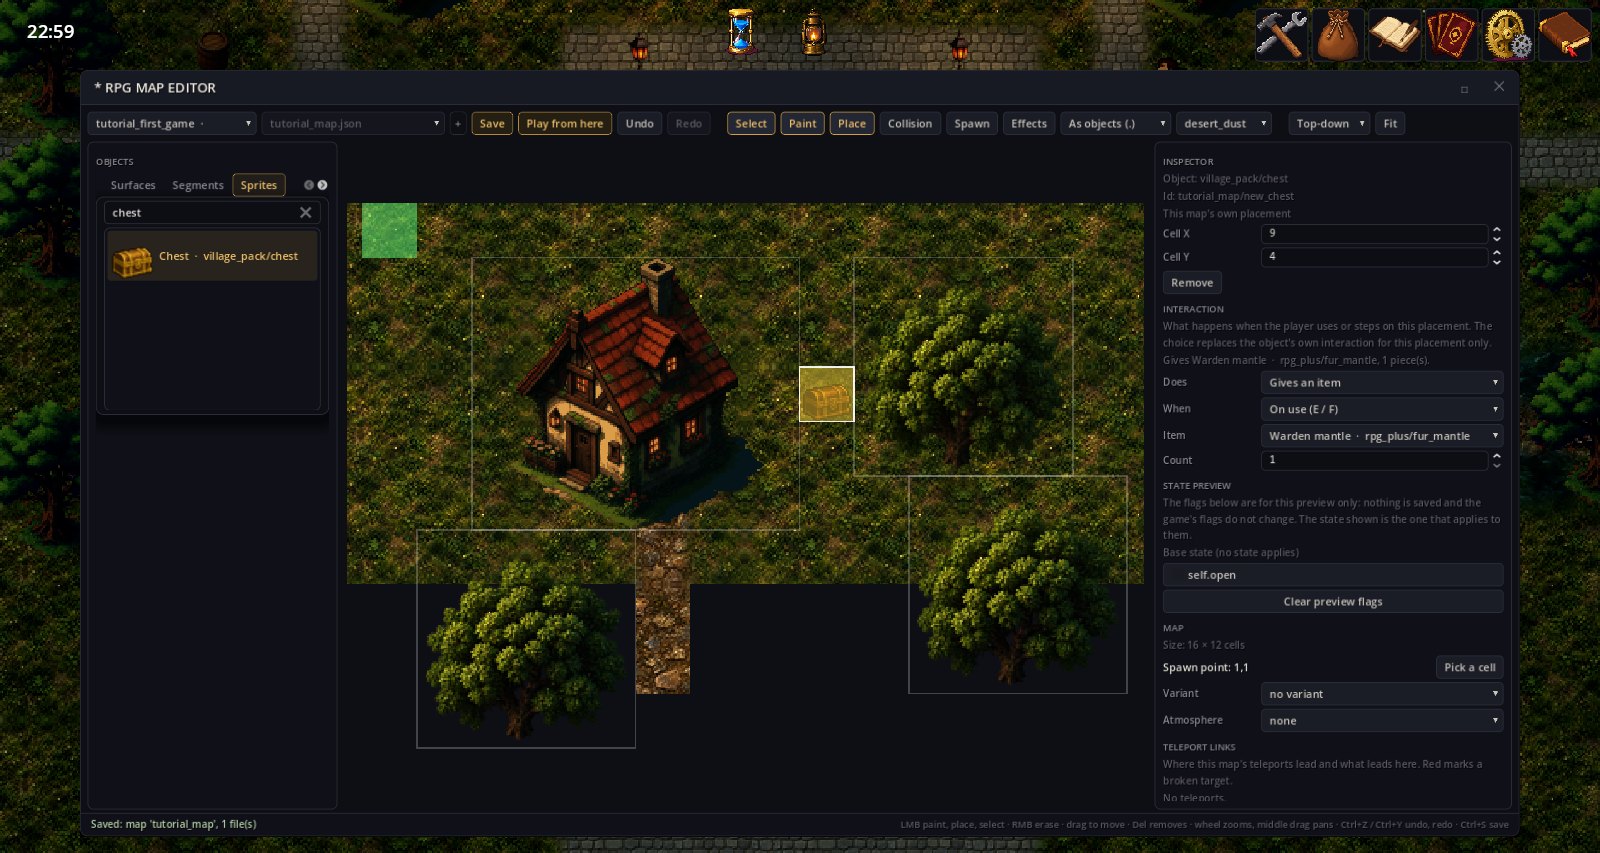 22:59
* RPG MAP EDITOR
tutorial_first_game ·
tutorial_map.json
+
Save
Play from here
Undo
Redo
Select
Paint
Place
Collision
Spawn
Effects
As objects (.)
desert_dust
Top-down
Fit
OBJECTS
Surfaces
Segments
Sprites
chest
Chest · village_pack/chest
INSPECTOR
Object: village_pack/chest
Id: tutorial_map/new_chest
This map's own placement
Cell X
9
Cell Y
4
Remove
INTERACTION
What happens when the player uses or steps on this placement. The
choice replaces the object's own interaction for this placement only.
Gives Warden mantle · rpg_plus/fur_mantle, 1 piece(s).
Does
Gives an item
When
On use (E / F)
Item
Warden mantle · rpg_plus/fur_mantle
Count
1
STATE PREVIEW
The flags below are for this preview only: nothing is saved and the
game's flags do not change. The state shown is the one that applies to
them.
Base state (no state applies)
self.open
Clear preview flags
MAP
Size: 16 × 12 cells
Spawn point: 1,1
Pick a cell
Variant
no variant
Atmosphere
none
TELEPORT LINKS
Where this map's teleports lead and what leads here. Red marks a
broken target.
No teleports.
Saved: map 'tutorial_map', 1 file(s)
LMB paint, place, select · RMB erase · drag to move · Del removes · wheel zooms, middle drag pans · Ctrl+Z / Ctrl+Y undo, redo · Ctrl+S save